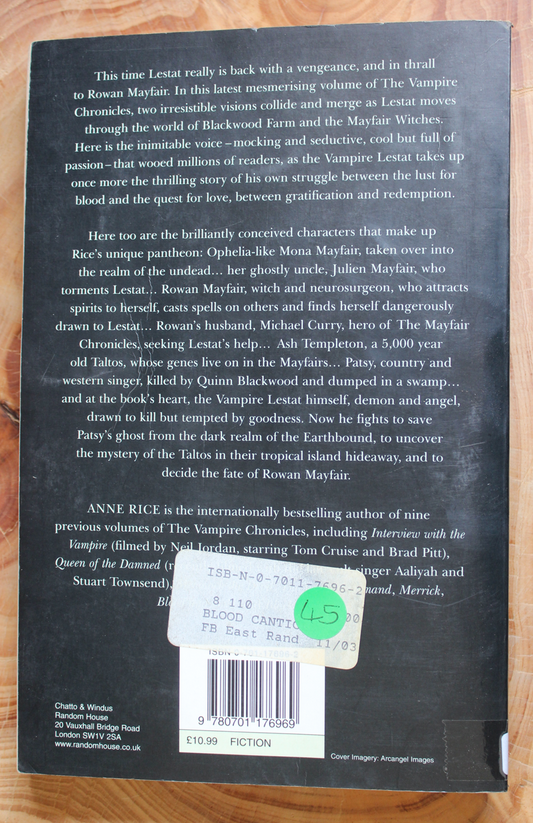 This time Lestat really is back with a vengeance, and in thrall
to Rowan Mayfair. In this latest mesmerising volume of The Vampire
Chronicles, two irresistible visions collide and merge as Lestat moves
through the world of Blackwood Farm and the Mayfair Witches.
Here is the inimitable voice – mocking and seductive, cool but full of
passion – that wooed millions of readers, as the Vampire Lestat takes up
once more the thrilling story of his own struggle between the lust for
blood and the quest for love, between gratification and redemption.
Here too are the brilliantly conceived characters that make up
Rice's unique pantheon: Ophelia-like Mona Mayfair, taken over into
the realm of the undead... her ghostly uncle, Julien Mayfair, who
torments Lestat... Rowan Mayfair, witch and neurosurgeon, who attracts
spirits to herself, casts spells on others and finds herself dangerously
drawn to Lestat... Rowan's husband, Michael Curry, hero of The Mayfair
Chronicles, seeking Lestat's help... Ash Templeton, a 5,000 year
old Taltos, whose genes live on in the Mayfairs... Patsy, country and
western singer, killed by Quinn Blackwood and dumped in a swamp...
and at the book's heart, the Vampire Lestat himself, demon and angel,
drawn to kill but tempted by goodness. Now he fights to save
Patsy's ghost from the dark realm of the Earthbound, to uncover
the mystery of the Taltos in their tropical island hideaway, and to
decide the fate of Rowan Mayfair.
ANNE RICE is the internationally bestselling author of nine
previous volumes of The Vampire Chronicles, including Interview with the
Vampire (filmed by Neil Jordan, starring Tom Cruise and Brad Pitt),
Queen of the Damned singer Aaliyah and
Stuart Townsend), Merrick,
ISB-N-0-7011-7696-2
8 110
BLOOD CANTIC 00
45
FB East Rand 11/03
9 780701 176969
£10.99 FICTION
Chatto & Windus
Random House
20 Vauxhall Bridge Road
London SW1V 2SA
www.randomhouse.co.uk
Cover Imagery: Arcangel Images